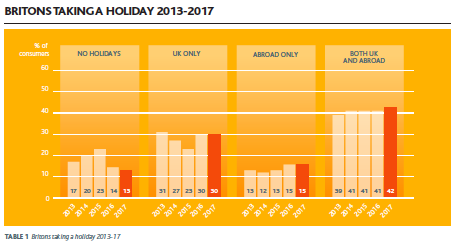 BRITONS TAKING A HOLIDAY 2013-2017
% of
consumers
NO HOLIDAYS
UK ONLY
ABROAD ONLY
BOTH UK
AND ABROAD
60
50
40
30
20
10
0
17 20 23 14 13
31 27 23 30 30
13 12 13 15 15
39 41 41 41 42
2013 2014 2015 2016 2017
2013 2014 2015 2016 2017
2013 2014 2015 2016 2017
2013 2014 2015 2016 2017
TABLE 1 Britons taking a holiday 2013-17